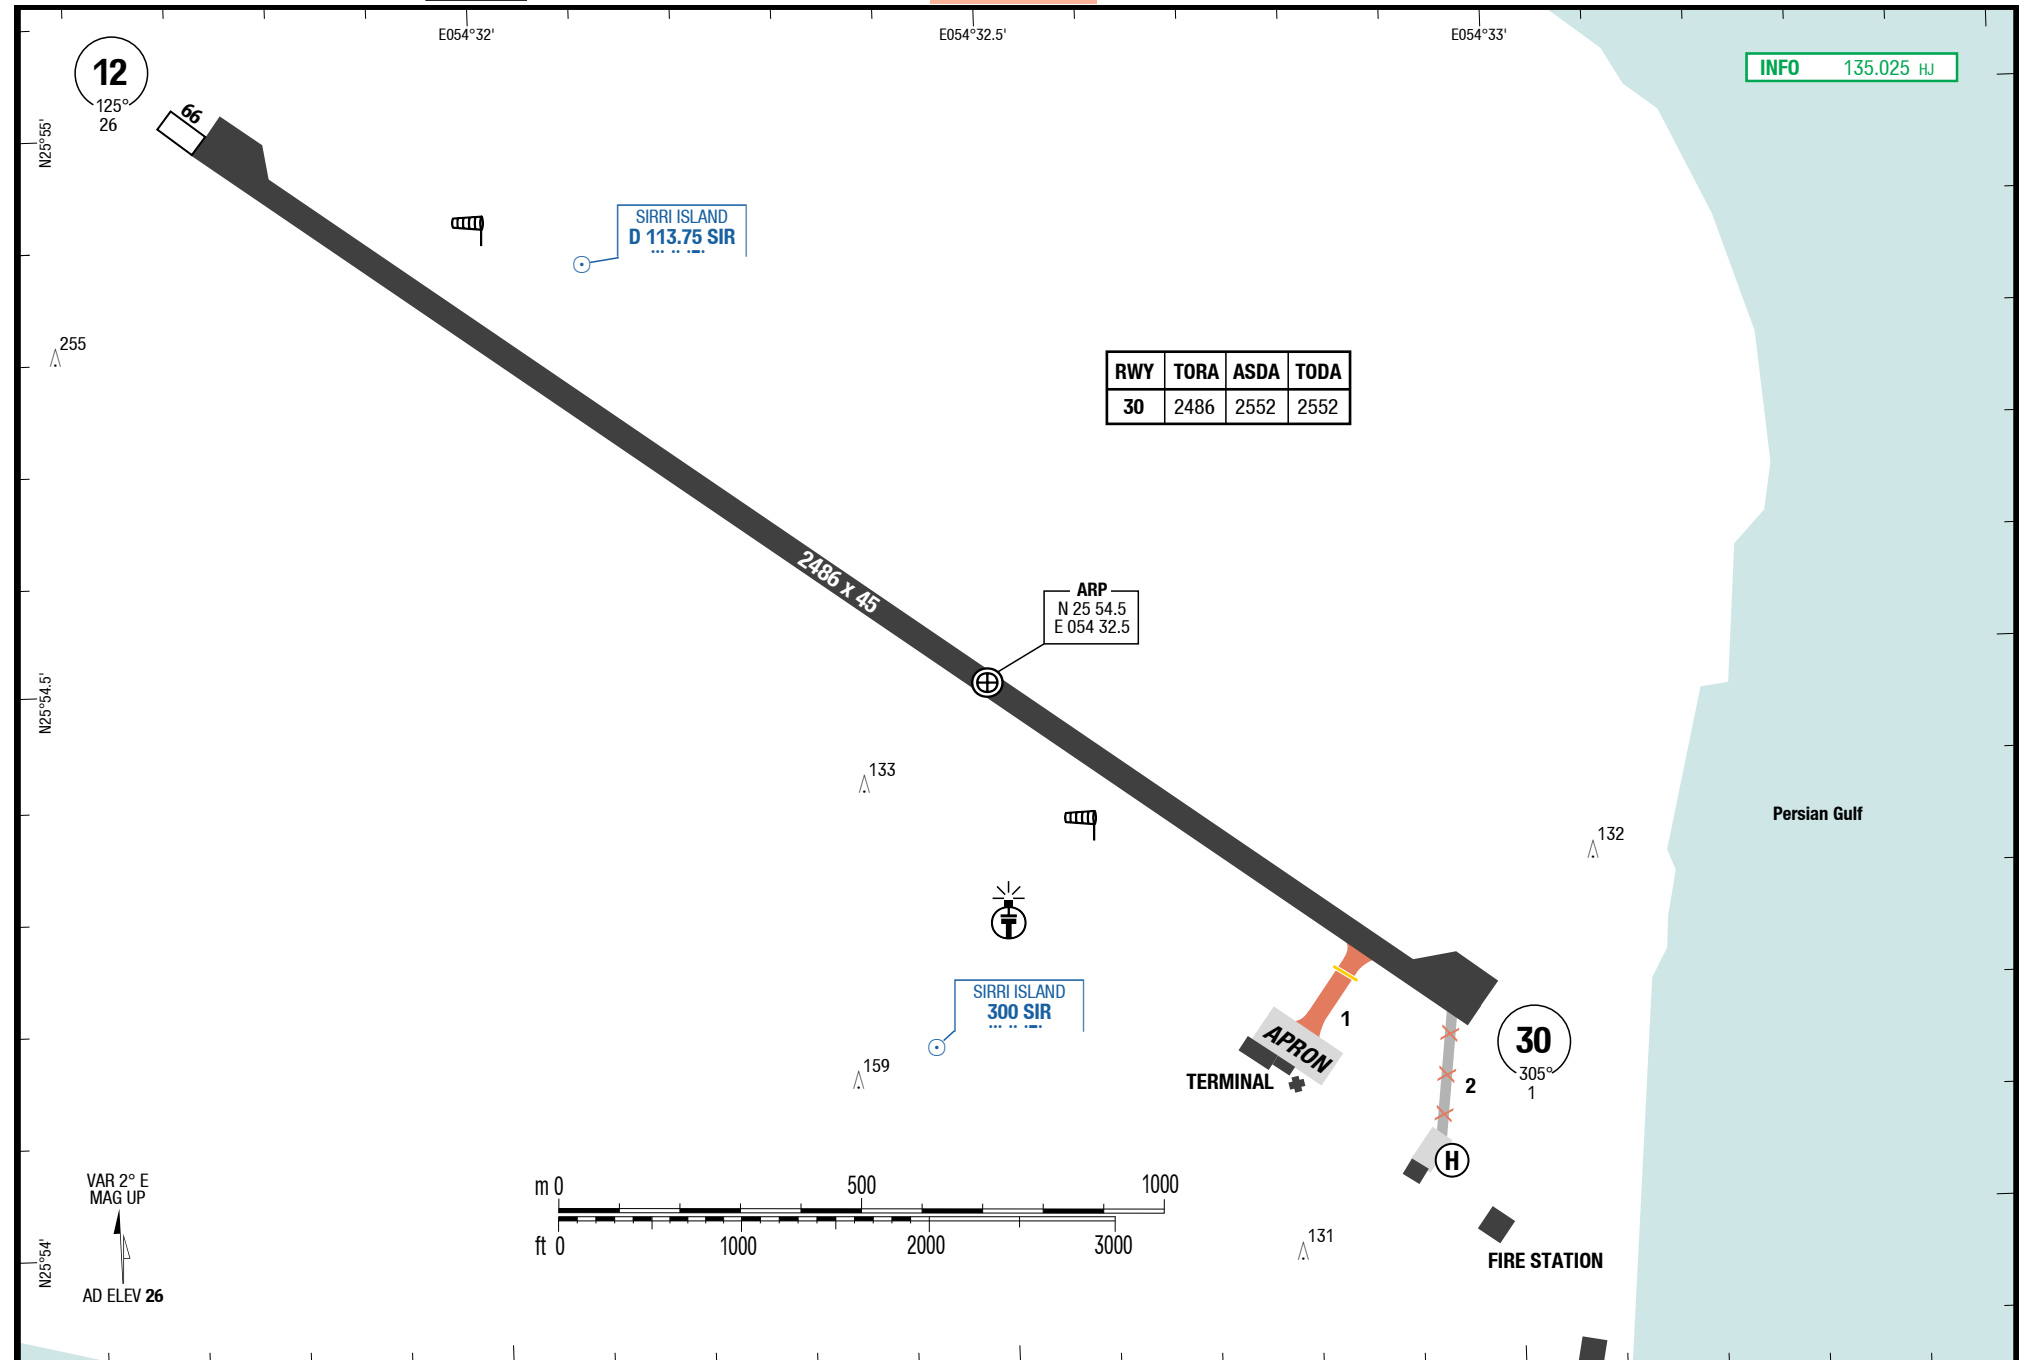 E054°32'
E054°32.5'
E054°33'
12
125°
26
66
INFO 135.025 HJ
N25°55'
SIRRI ISLAND
D 113.75 SIR
255
RWY TORA ASDA TODA
30 2486 2552 2552
2486 x 45
ARP
N 25 54.5
E 054 32.5
N25°54.5'
133
132
Persian Gulf
SIRRI ISLAND
300 SIR
1
APRON
TERMINAL
30
305°
1
2
159
H
VAR 2° E
MAG UP
m 0 500 1000
ft 0 1000 2000 3000
131
FIRE STATION
N25°54'
AD ELEV 26